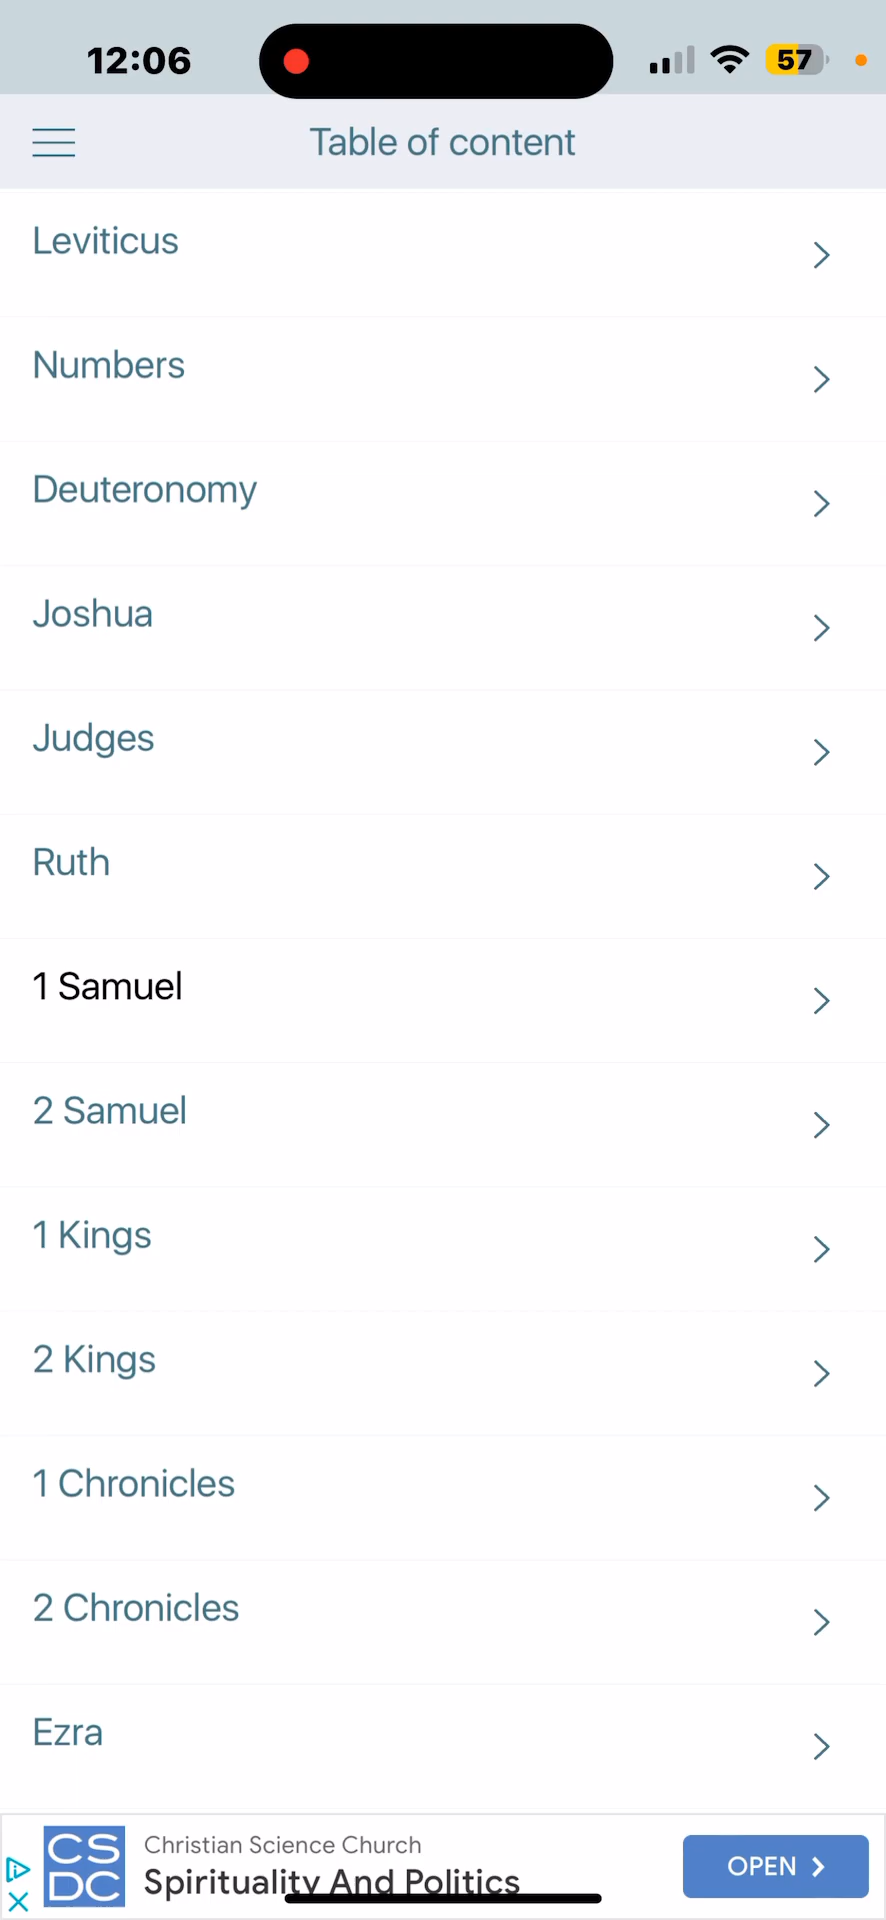 12:06
57
Table of content
Leviticus
Numbers
Deuteronomy
Joshua
Judges
Ruth
1 Samuel
2 Samuel
1 Kings
2 Kings
1 Chronicles
2 Chronicles
Ezra
CS
DC
Christian Science Church
Spirituality And Politics
OPEN